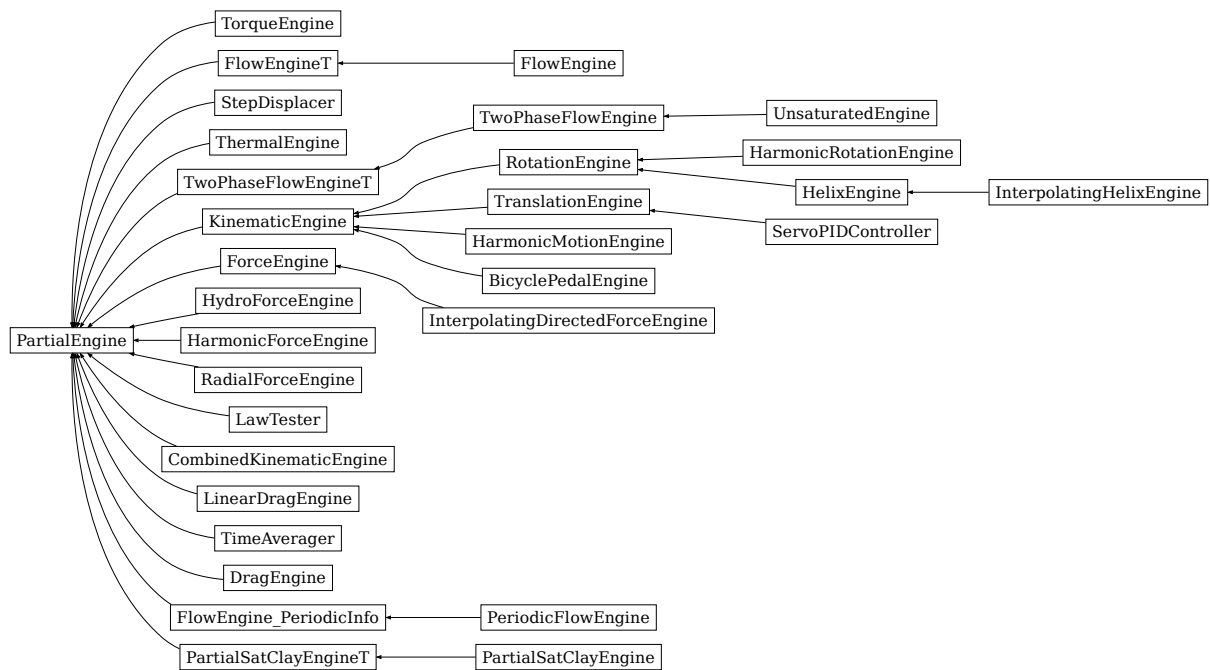 TorqueEngine
FlowEngineT
FlowEngine
StepDisplacer
TwoPhaseFlowEngine
UnsaturatedEngine
ThermalEngine
RotationEngine
HarmonicRotationEngine
TwoPhaseFlowEngineT
HelixEngine
InterpolatingHelixEngine
KinematicEngine
TranslationEngine
ServoPIDController
HarmonicMotionEngine
ForceEngine
BicyclePedalEngine
HydroForceEngine
InterpolatingDirectedForceEngine
PartialEngine
HarmonicForceEngine
RadialForceEngine
LawTester
CombinedKinematicEngine
LinearDragEngine
TimeAverager
DragEngine
FlowEngine_PeriodicInfo
PeriodicFlowEngine
PartialSatClayEngineT
PartialSatClayEngine